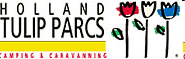 HOLLAND
TULIP PARCS
CAMPING & CARAVANNING